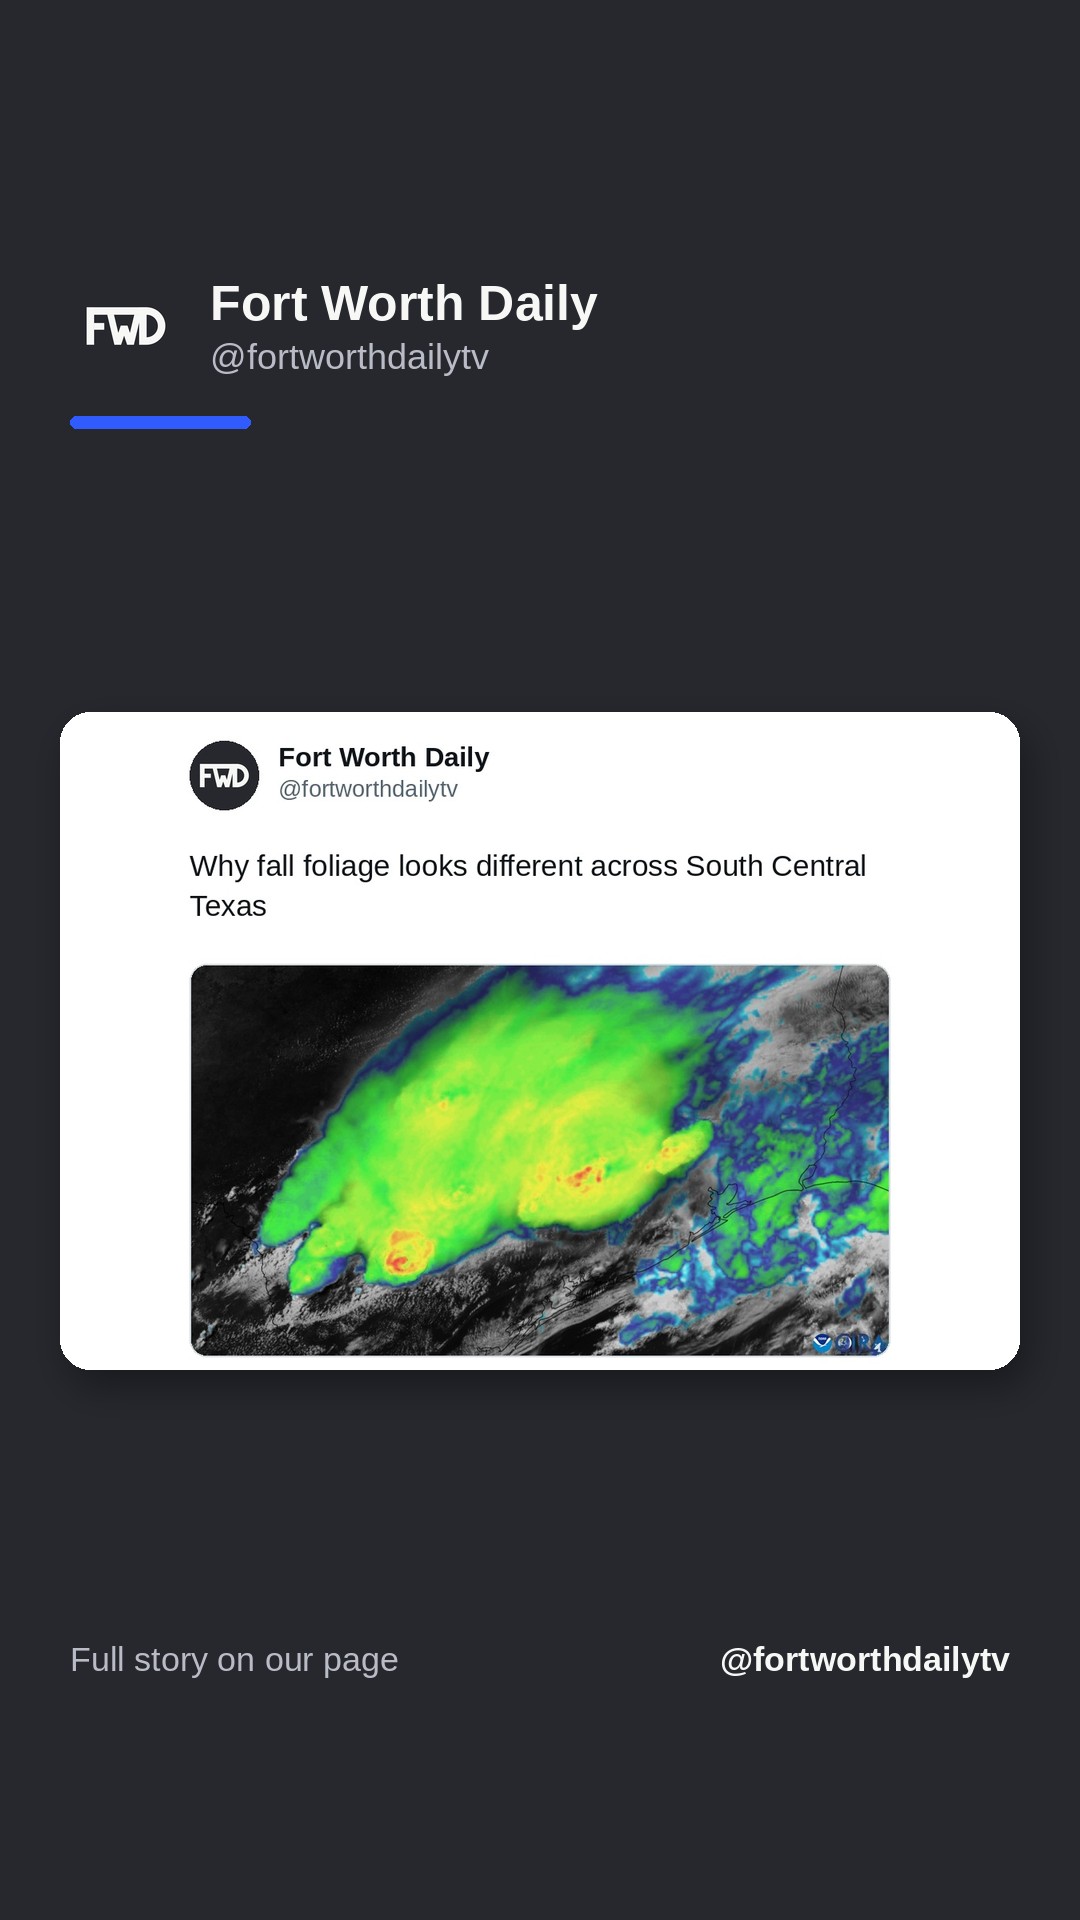 FWD
Fort Worth Daily
@fortworthdailytv
FWD
Fort Worth Daily
@fortworthdailytv
Why fall foliage looks different across South Central
Texas
CIRA
Full story on our page
@fortworthdailytv